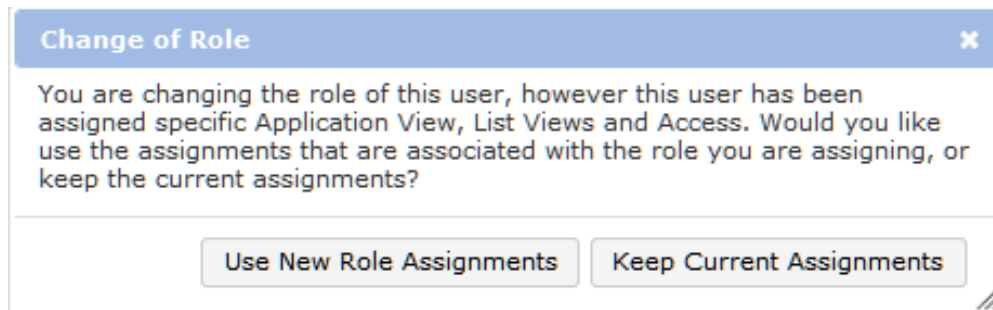 Change of Role
You are changing the role of this user, however this user has been
assigned specific Application View, List Views and Access. Would you like
use the assignments that are associated with the role you are assigning, or
keep the current assignments?
Use New Role Assignments Keep Current Assignments